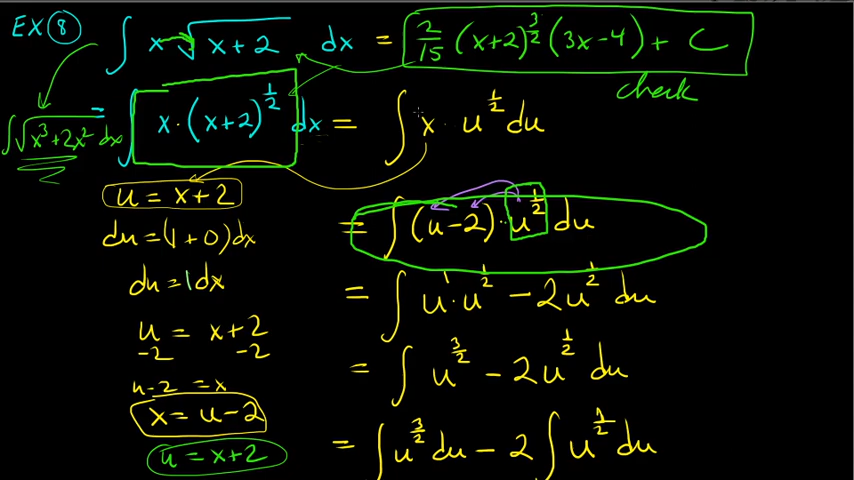 EX 8 ∫ x √(x+2) dx = 2/15 (x+2)^(3/2) (3x-4) + C
check
= ∫ x·(x+2)^(1/2) dx = ∫ x · u^(1/2) du
∫√(x³+2x²) dx
u = x+2
= ∫ (u-2)·u^(1/2) du
du = (1+0)dx
du = 1dx
= ∫ u¹·u^(1/2) - 2u^(1/2) du
u = x+2
-2 -2
= ∫ u^(3/2) - 2u^(1/2) du
u-2 = x
x = u-2
= ∫ u^(3/2) du - 2 ∫ u^(1/2) du
u = x+2